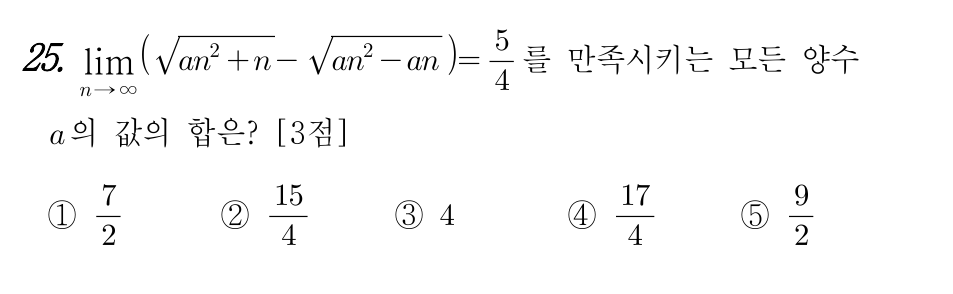 25. lim_{n→∞}(√(an²+n)−√(an²−an))=5/4를 만족시키는 모든 양수
a의 값의 합은? [3점]
① 7/2 ② 15/4 ③ 4 ④ 17/4 ⑤ 9/2